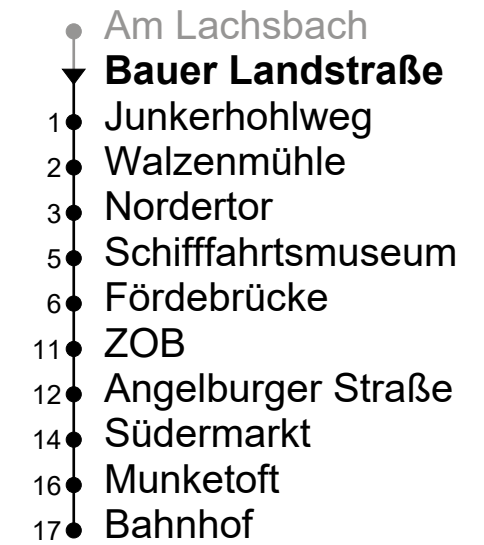 Am Lachsbach
Bauer Landstraße
1 Junkerhohlweg
2 Walzenmühle
3 Nordertor
5 Schifffahrtsmuseum
6 Fördebrücke
11 ZOB
12 Angelburger Straße
14 Südermarkt
16 Munketoft
17 Bahnhof